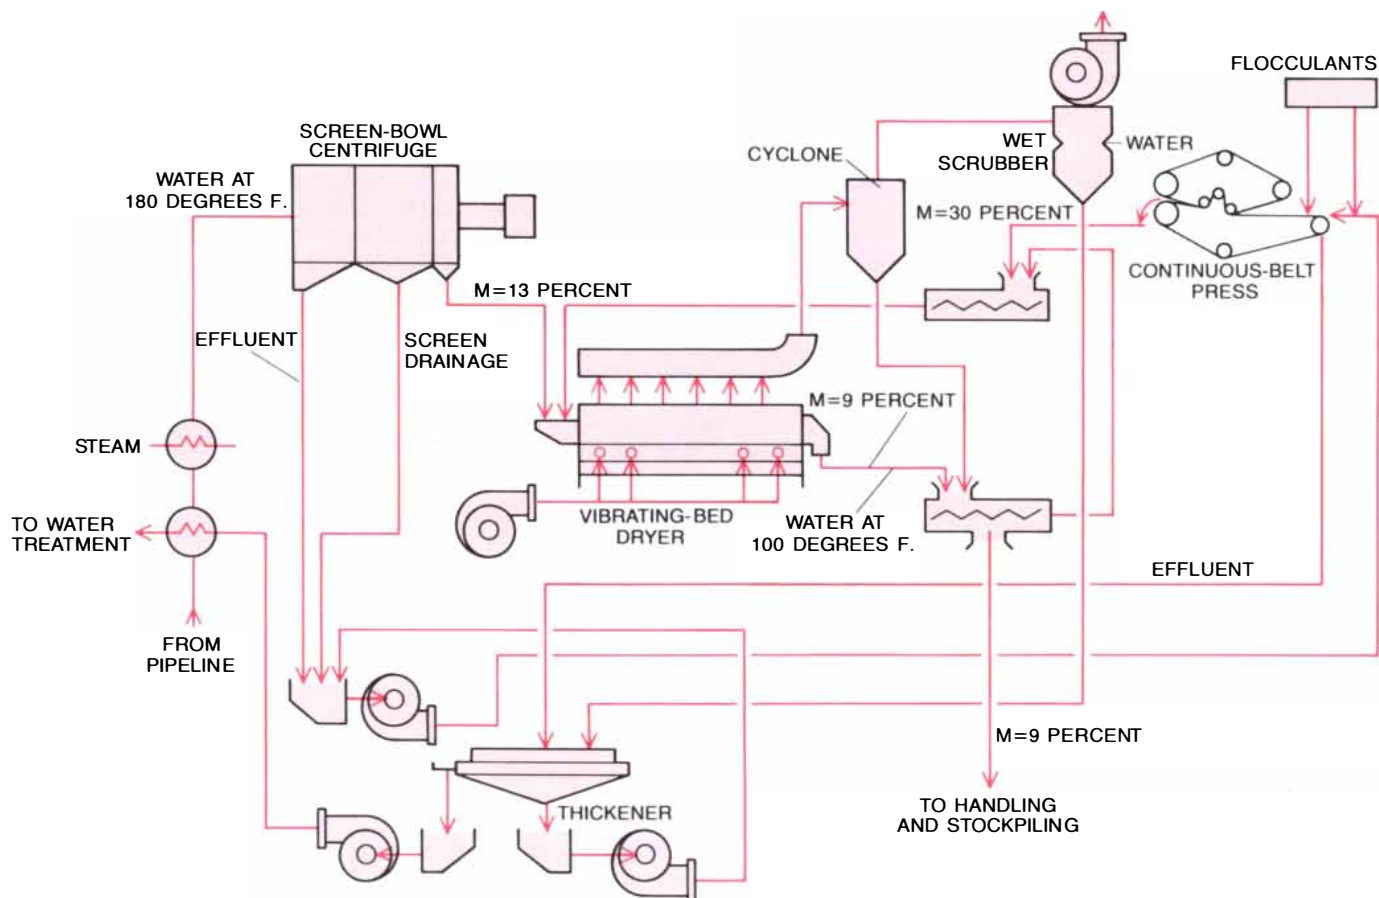 FLOCCULANTS
SCREEN-BOWL
CENTRIFUGE
WET
SCRUBBER
WATER
CYCLONE
WATER AT
180 DEGREES F.
M=30 PERCENT
CONTINUOUS-BELT
PRESS
M=13 PERCENT
EFFLUENT
SCREEN
DRAINAGE
M=9 PERCENT
STEAM
TO WATER
TREATMENT
VIBRATING-BED
DRYER
WATER AT
100 DEGREES F.
EFFLUENT
FROM
PIPELINE
M=9 PERCENT
THICKENER
TO HANDLING
AND STOCKPILING